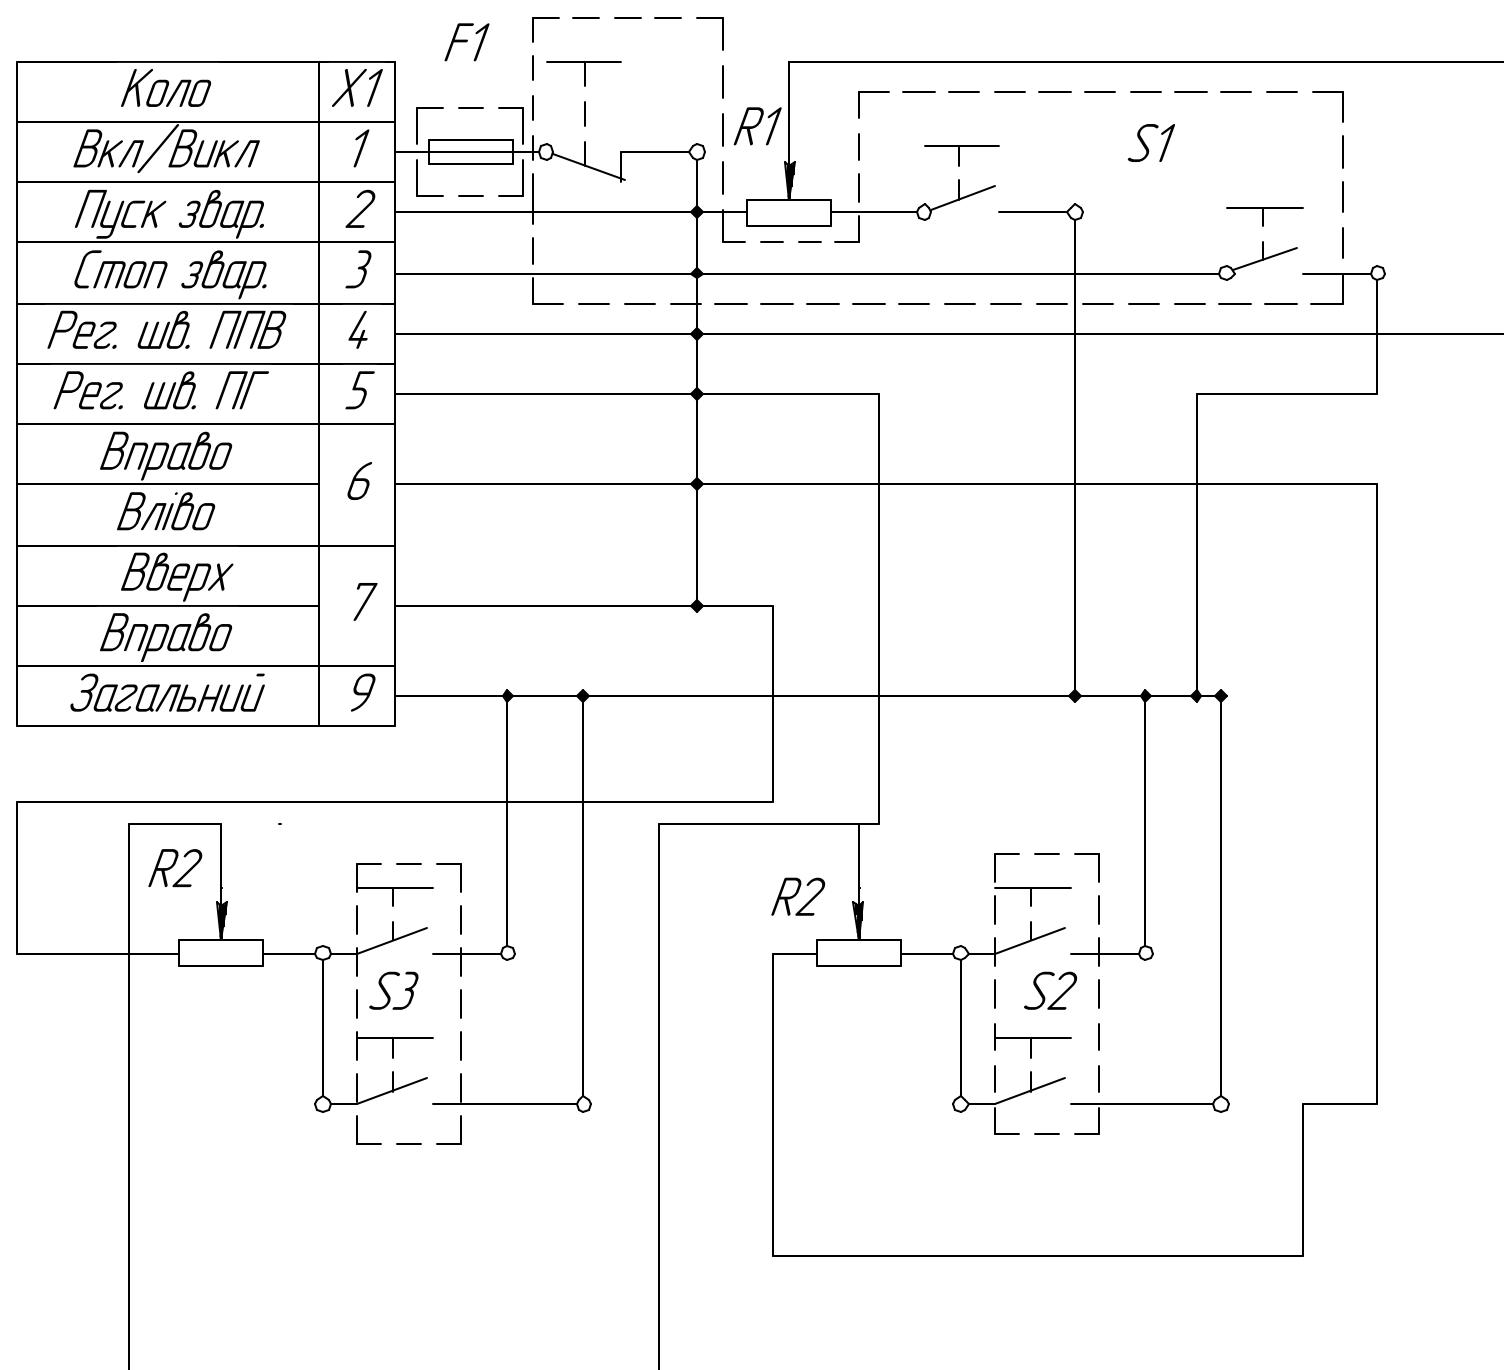 F1
Коло X1
Вкл/Викл 1
R1
S1
Пуск звар. 2
Стоп звар. 3
Рег. шв. ППВ 4
Рег. шв. ПГ 5
Вправо
6
Вліво
Вверх
7
Вправо
Загальний 9
R2
R2
S3
S2